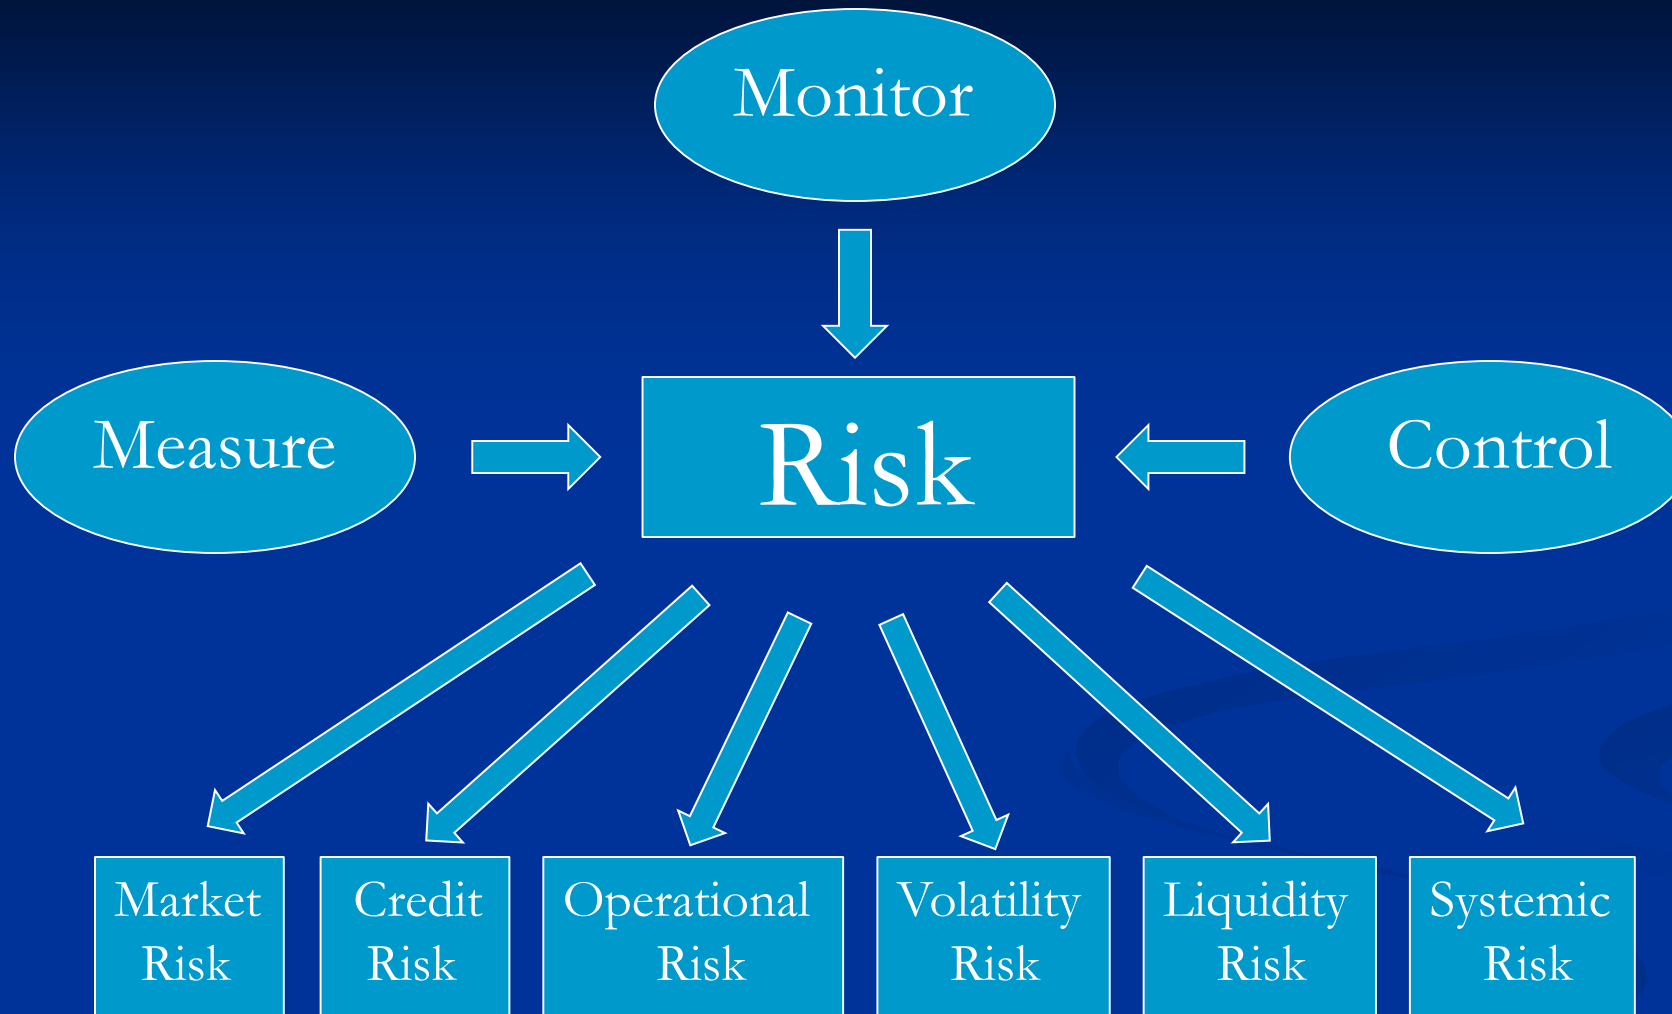 Monitor
Measure
Risk
Control
Market
Risk
Credit
Risk
Operational
Risk
Volatility
Risk
Liquidity
Risk
Systemic
Risk